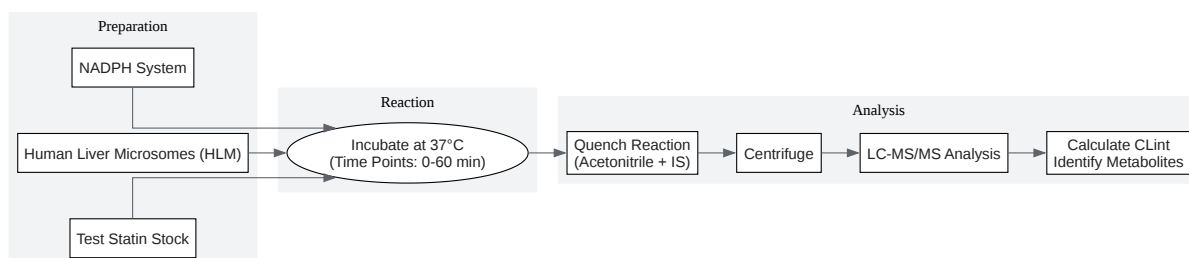 Preparation
NADPH System
Human Liver Microsomes (HLM)
Test Statin Stock
Reaction
Incubate at 37°C
(Time Points: 0-60 min)
Analysis
Quench Reaction
(Acetonitrile + IS)
Centrifuge
LC-MS/MS Analysis
Calculate CLint
Identify Metabolites